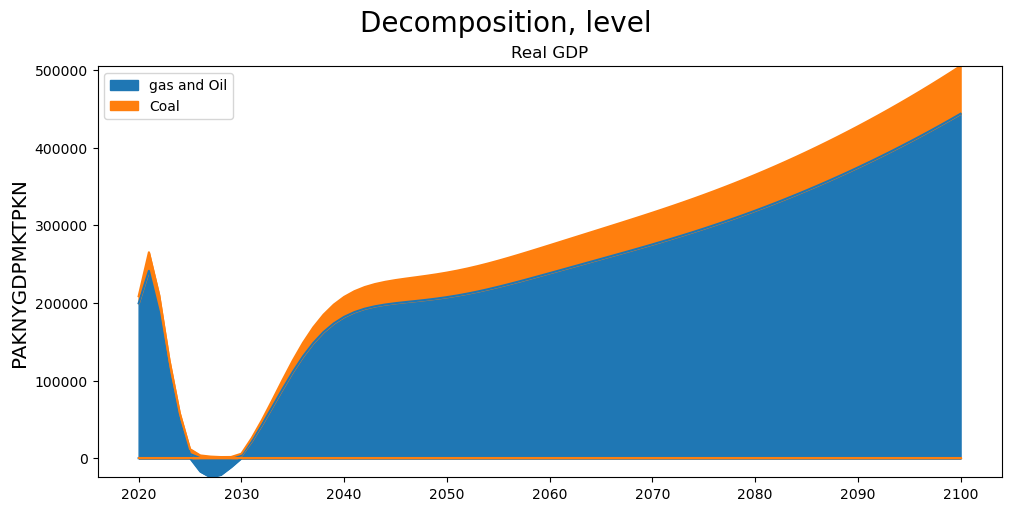 Decomposition, level
Real GDP
gas and Oil
Coal
PAKNYGDPMKTPKN
500000
400000
300000
200000
100000
0
2020 2030 2040 2050 2060 2070 2080 2090 2100